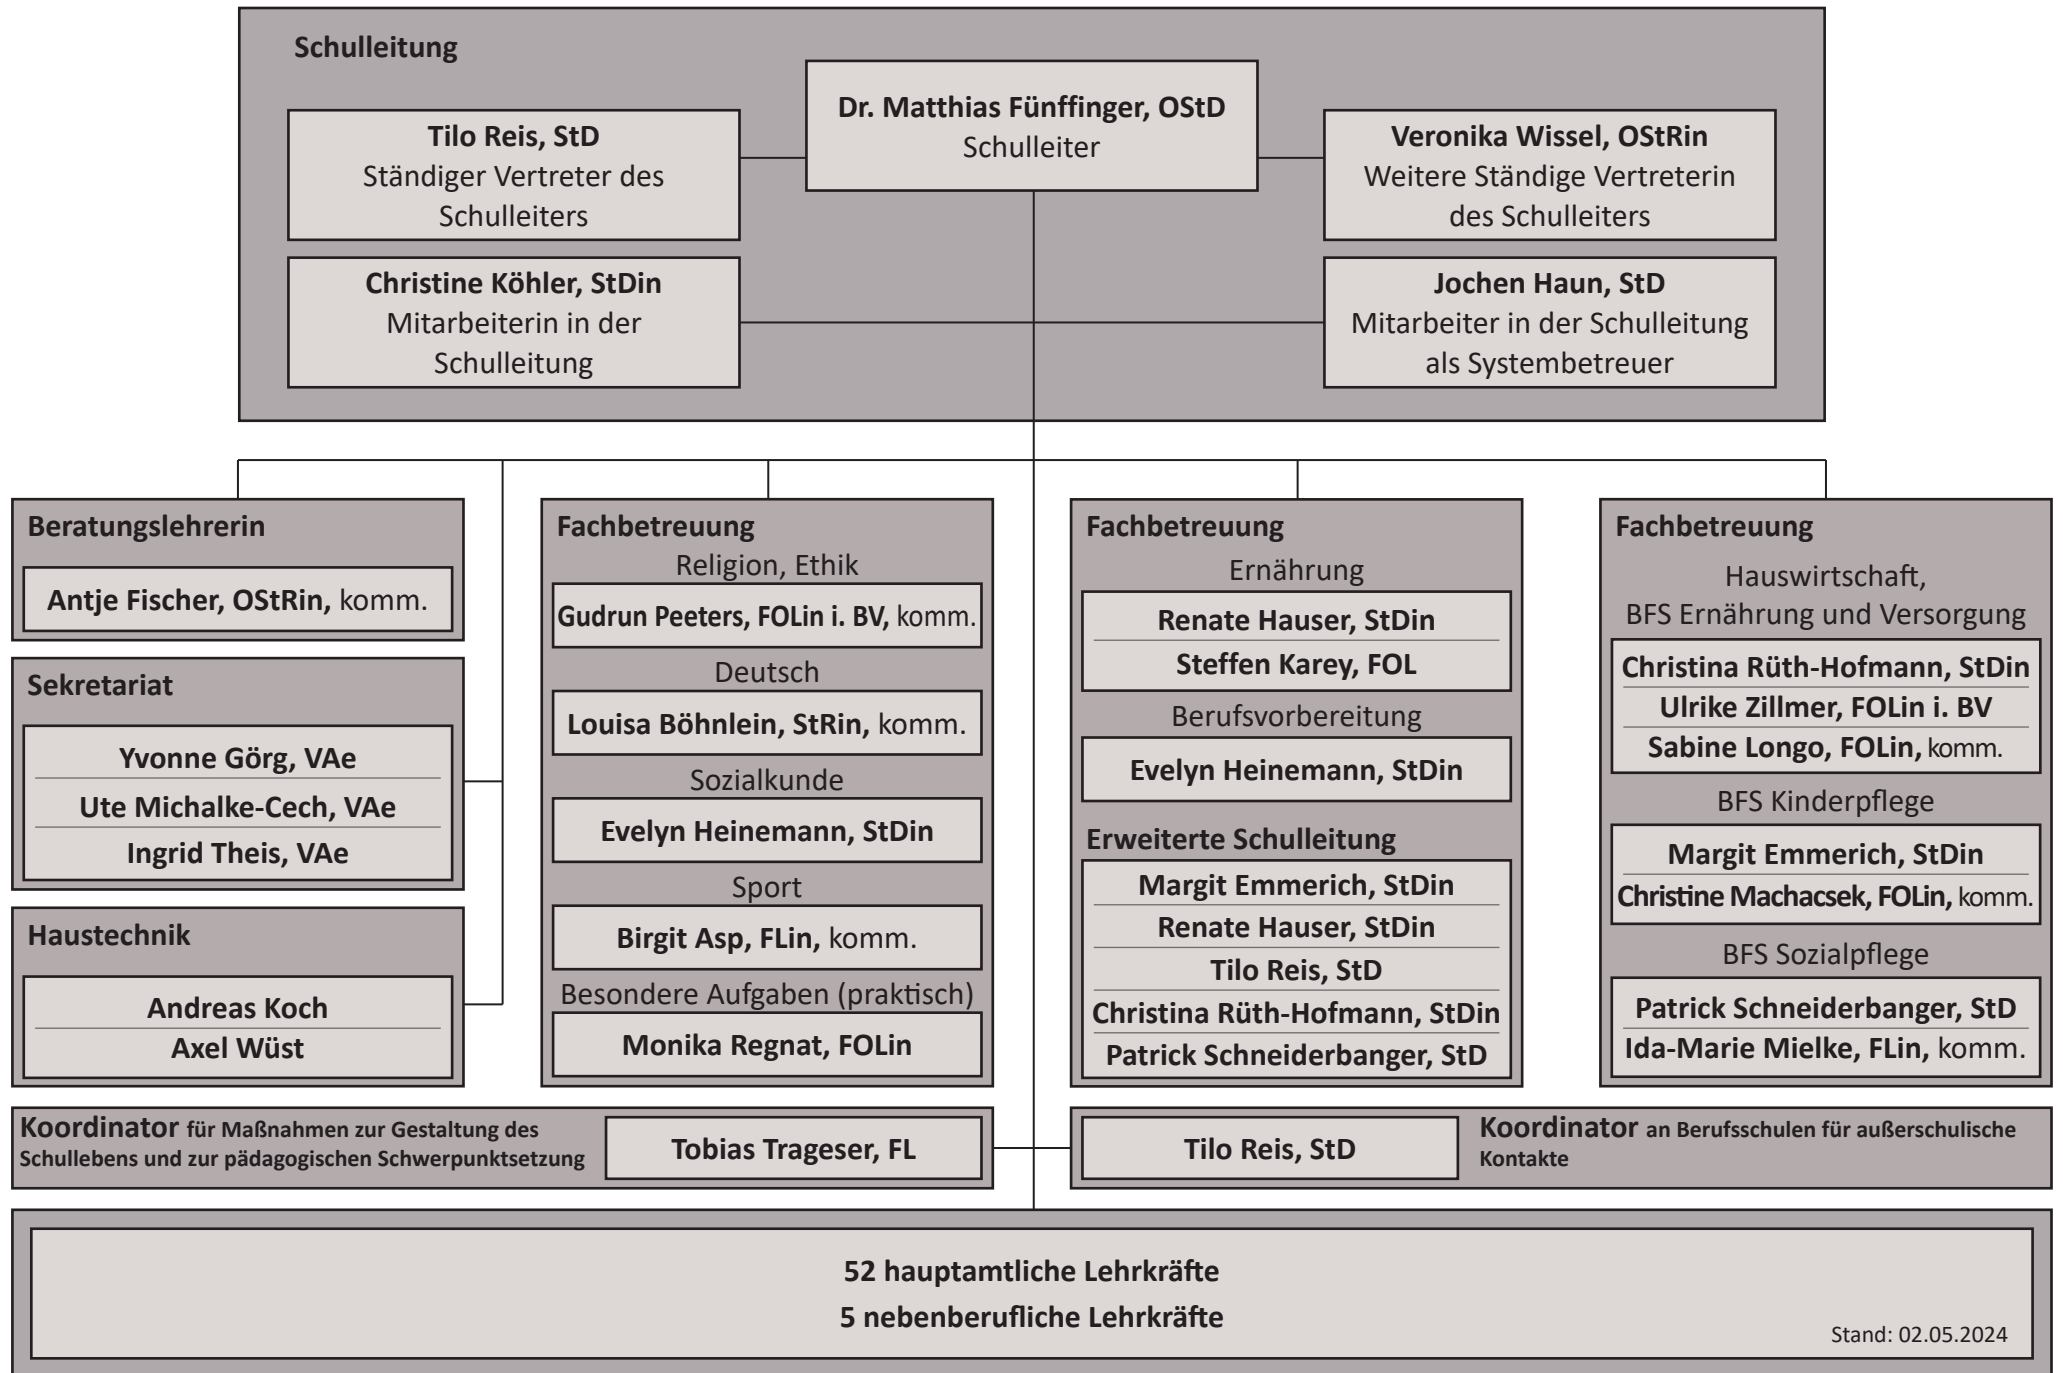 Schulleitung
Dr. Matthias Fünffinger, OStD
Schulleiter
Tilo Reis, StD
Ständiger Vertreter des
Schulleiters
Veronika Wissel, OStRin
Weitere Ständige Vertreterin
des Schulleiters
Christine Köhler, StDin
Mitarbeiterin in der
Schulleitung
Jochen Haun, StD
Mitarbeiter in der Schulleitung
als Systembetreuer
Beratungslehrerin
Antje Fischer, OStRin, komm.
Sekretariat
Yvonne Görg, VAe
Ute Michalke-Cech, VAe
Ingrid Theis, VAe
Haustechnik
Andreas Koch
Axel Wüst
Fachbetreuung
Religion, Ethik
Gudrun Peeters, FOLin i. BV, komm.
Deutsch
Louisa Böhnlein, StRin, komm.
Sozialkunde
Evelyn Heinemann, StDin
Sport
Birgit Asp, FLin, komm.
Besondere Aufgaben (praktisch)
Monika Regnat, FOLin
Fachbetreuung
Ernährung
Renate Hauser, StDin
Steffen Karey, FOL
Berufsvorbereitung
Evelyn Heinemann, StDin
Erweiterte Schulleitung
Margit Emmerich, StDin
Renate Hauser, StDin
Tilo Reis, StD
Christina Rüth-Hofmann, StDin
Patrick Schneiderbanger, StD
Fachbetreuung
Hauswirtschaft,
BFS Ernährung und Versorgung
Christina Rüth-Hofmann, StDin
Ulrike Zillmer, FOLin i. BV
Sabine Longo, FOLin, komm.
BFS Kinderpflege
Margit Emmerich, StDin
Christine Machacsek, FOLin, komm.
BFS Sozialpflege
Patrick Schneiderbanger, StD
Ida-Marie Mielke, FLin, komm.
Koordinator für Maßnahmen zur Gestaltung des
Schullebens und zur pädagogischen Schwerpunktsetzung
Tobias Trageser, FL
Tilo Reis, StD
Koordinator an Berufsschulen für außerschulische
Kontakte
52 hauptamtliche Lehrkräfte
5 nebenberufliche Lehrkräfte
Stand: 02.05.2024